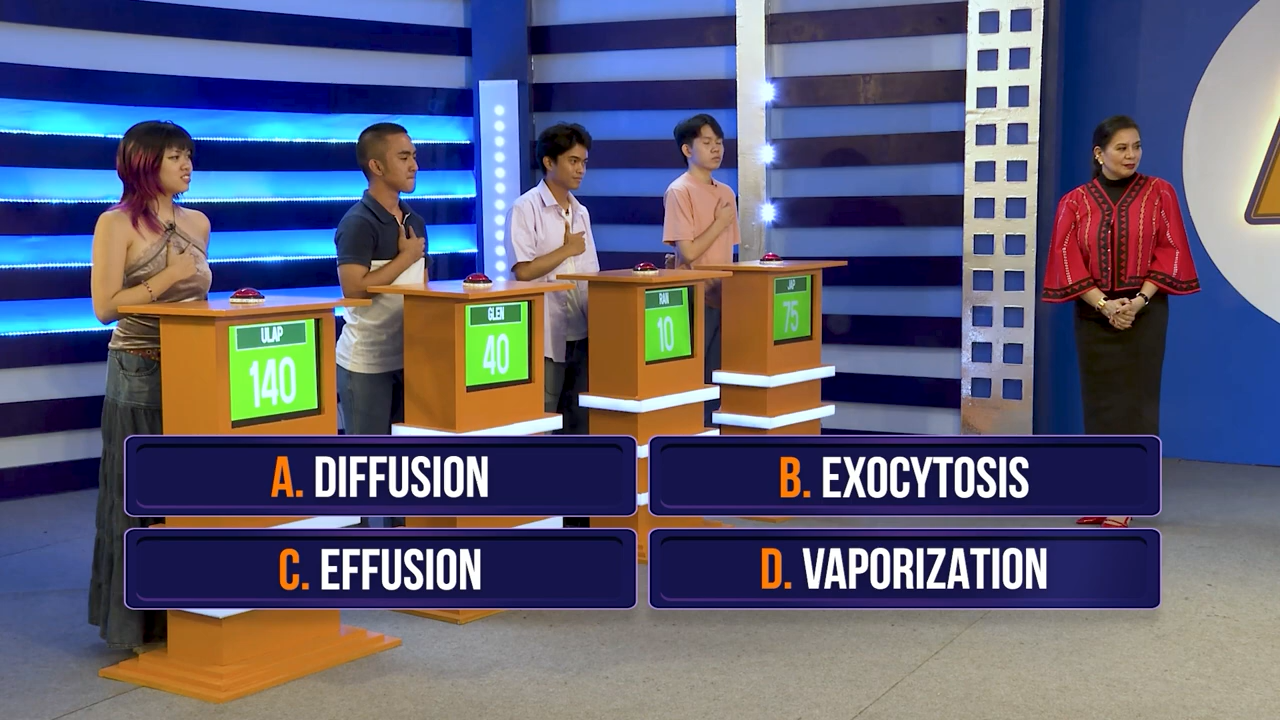 ULAP
140
GLEN
40
RAN
10
JAP
75
A. DIFFUSION
B. EXOCYTOSIS
C. EFFUSION
D. VAPORIZATION